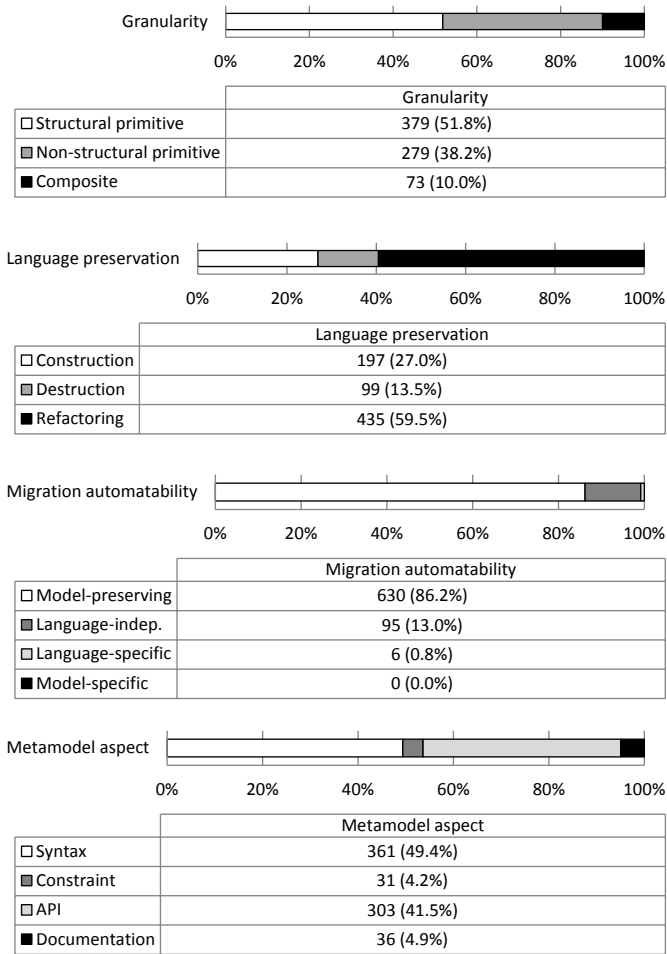 Granularity
0% 20% 40% 60% 80% 100%
Granularity
Structural primitive 379 (51.8%)
Non-structural primitive 279 (38.2%)
Composite 73 (10.0%)
Language preservation
0% 20% 40% 60% 80% 100%
Language preservation
Construction 197 (27.0%)
Destruction 99 (13.5%)
Refactoring 435 (59.5%)
Migration automatability
0% 20% 40% 60% 80% 100%
Migration automatability
Model-preserving 630 (86.2%)
Language-indep. 95 (13.0%)
Language-specific 6 (0.8%)
Model-specific 0 (0.0%)
Metamodel aspect
0% 20% 40% 60% 80% 100%
Metamodel aspect
Syntax 361 (49.4%)
Constraint 31 (4.2%)
API 303 (41.5%)
Documentation 36 (4.9%)